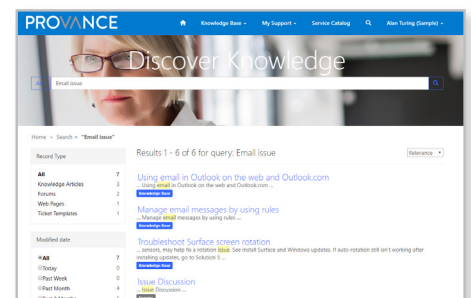 PROVANCE
Knowledge Base
My Support
Service Catalog
Alan Turing (Sample)
Discover Knowledge
Email issue
Home
Search
"Email Issue"
Results 1 - 6 of 6 for query: Email issue
Relevance
Record Type
All 7
Knowledge Articles 3
Forums 2
Web Pages 1
Ticket Templates 1
Modified date
All 7
Today 0
Past Week 0
Past Month 4
Using email in Outlook on the web and Outlook.com
... Using email in Outlook on the web and Outlook.com ...
Knowledge Base
Manage email messages by using rules
... Manage email messages by using rules ...
Knowledge Base
Troubleshoot Surface screen rotation
... sensors, may help fix a rotation issue. See Install Surface and Windows updates. If auto-rotation still isn't working after
installing updates, go to Solution 5 ...
Knowledge Base
Issue Discussion
... Issue Discussion ...